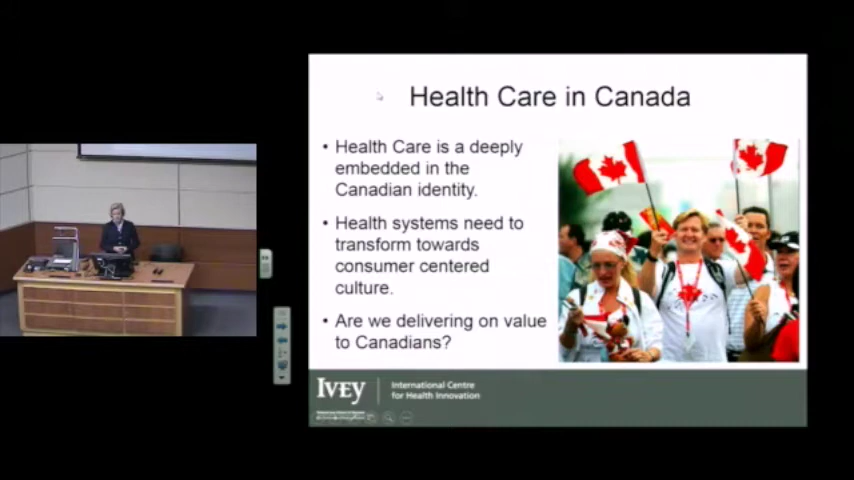 Health Care in Canada
• Health Care is a deeply
embedded in the
Canadian identity.
• Health systems need to
transform towards
consumer centered
culture.
• Are we delivering on value
to Canadians?
IVEY
International Centre
for Health Innovation